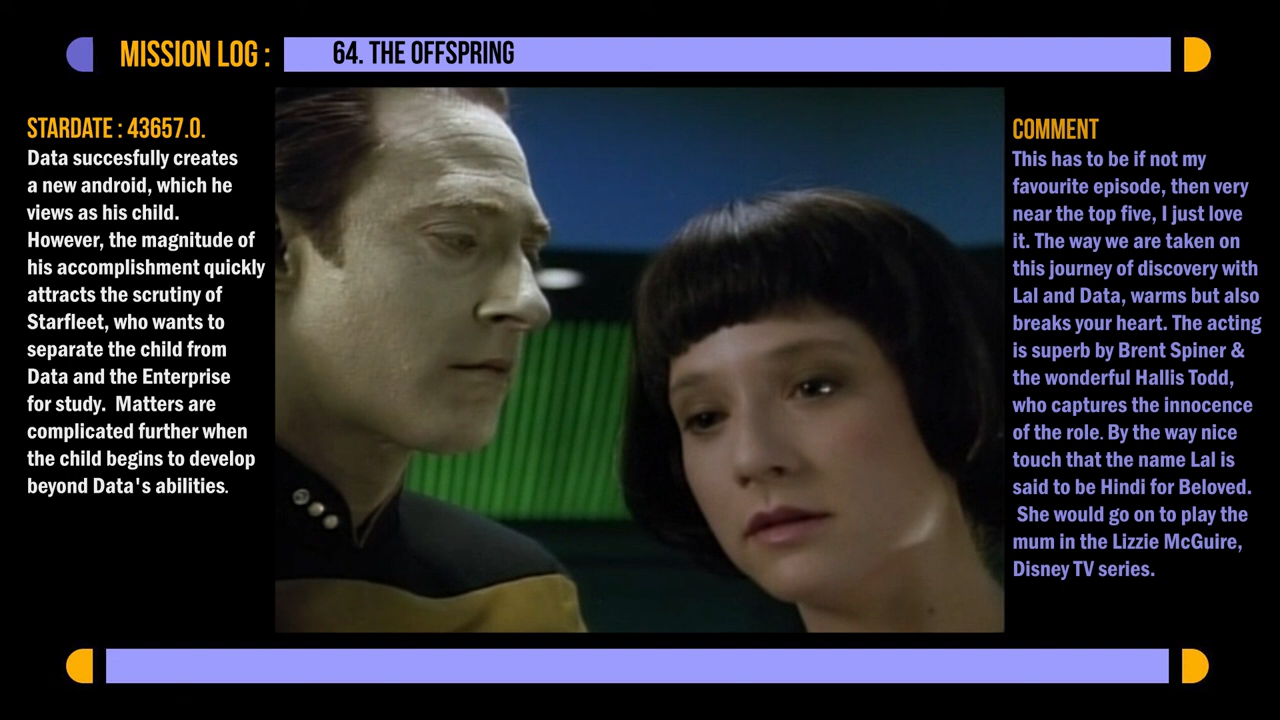 MISSION LOG :
64. THE OFFSPRING
STARDATE : 43657.0.
Data succesfully creates
a new android, which he
views as his child.
However, the magnitude of
his accomplishment quickly
attracts the scrutiny of
Starfleet, who wants to
separate the child from
Data and the Enterprise
for study.  Matters are
complicated further when
the child begins to develop
beyond Data's abilities.
COMMENT
This has to be if not my
favourite episode, then very
near the top five, I just love
it. The way we are taken on
this journey of discovery with
Lal and Data, warms but also
breaks your heart. The acting
is superb by Brent Spiner &
the wonderful Hallis Todd,
who captures the innocence
of the role. By the way nice
touch that the name Lal is
said to be Hindi for Beloved.
She would go on to play the
mum in the Lizzie McGuire,
Disney TV series.